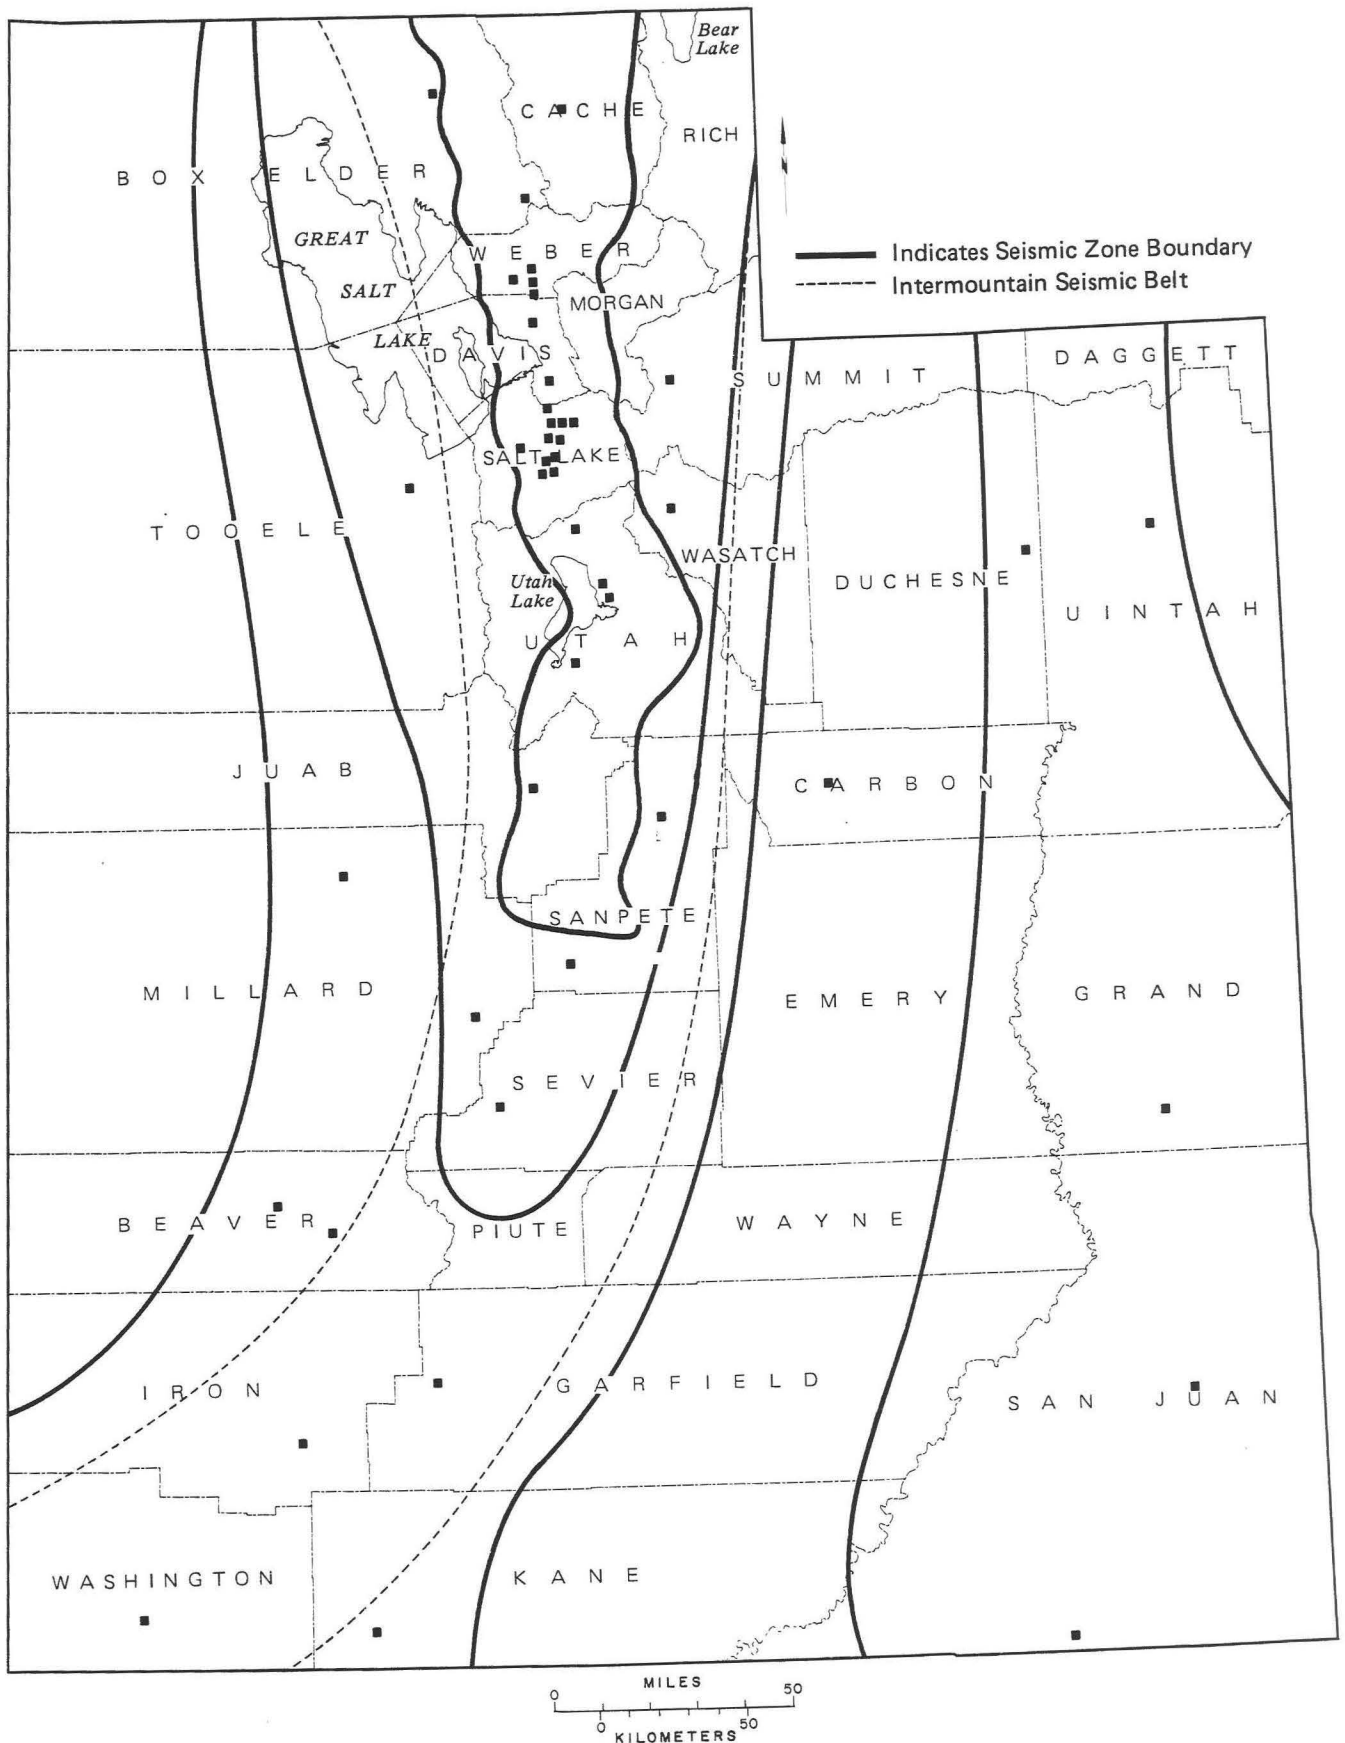 Bear
Lake
CACHE
RICH
BOX ELDER
GREAT
SALT
LAKE
WEBER
MORGAN
Indicates Seismic Zone Boundary
Intermountain Seismic Belt
DAVIS
SUMMIT
DAGGETT
SALT LAKE
TOOELE
WASATCH
Utah
Lake
DUCHESNE
UINTAH
UTAH
JUAB
CARBON
SANPETE
MILLARD
EMERY
GRAND
SEVIER
BEAVER
PIUTE
WAYNE
IRON
GARFIELD
SAN JUAN
WASHINGTON
KANE
MILES
0 50
0 50
KILOMETERS